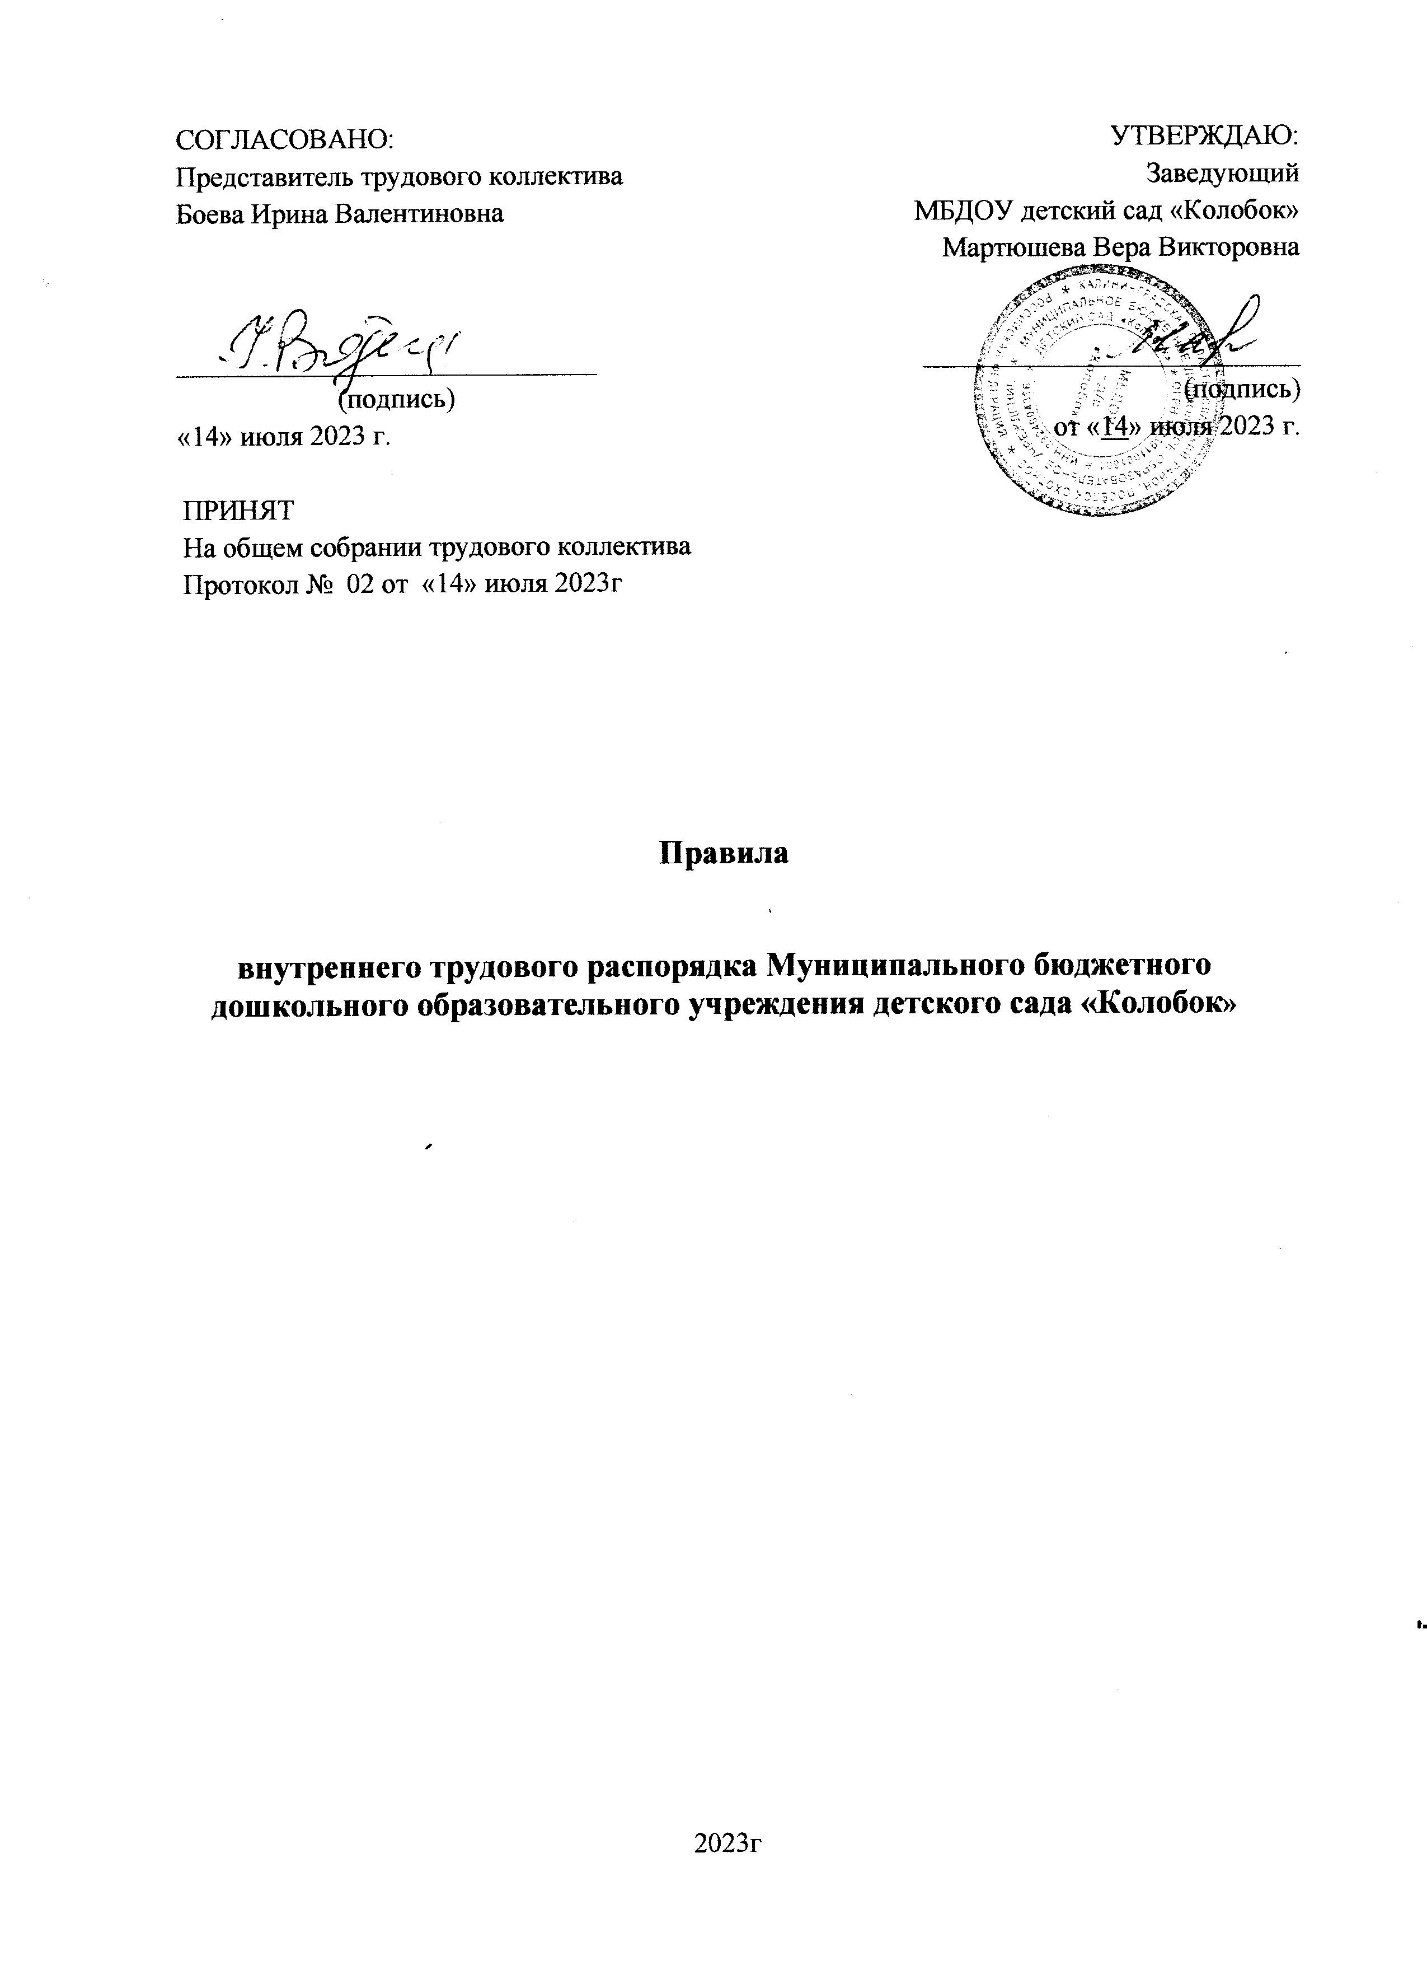 СОГЛАСОВАНО:
Представитель трудового коллектива
Боева Ирина Валентиновна
(подпись)
«14» июля 2023 г.
УТВЕРЖДАЮ:
Заведующий
МБДОУ детский сад «Колобок»
Мартюшева Вера Викторовна
(подпись)
от «14» июля 2023 г.
ПРИНЯТ
На общем собрании трудового коллектива
Протокол № 02 от «14» июля 2023г
Правила
внутреннего трудового распорядка Муниципального бюджетного
дошкольного образовательного учреждения детского сада «Колобок»
2023г